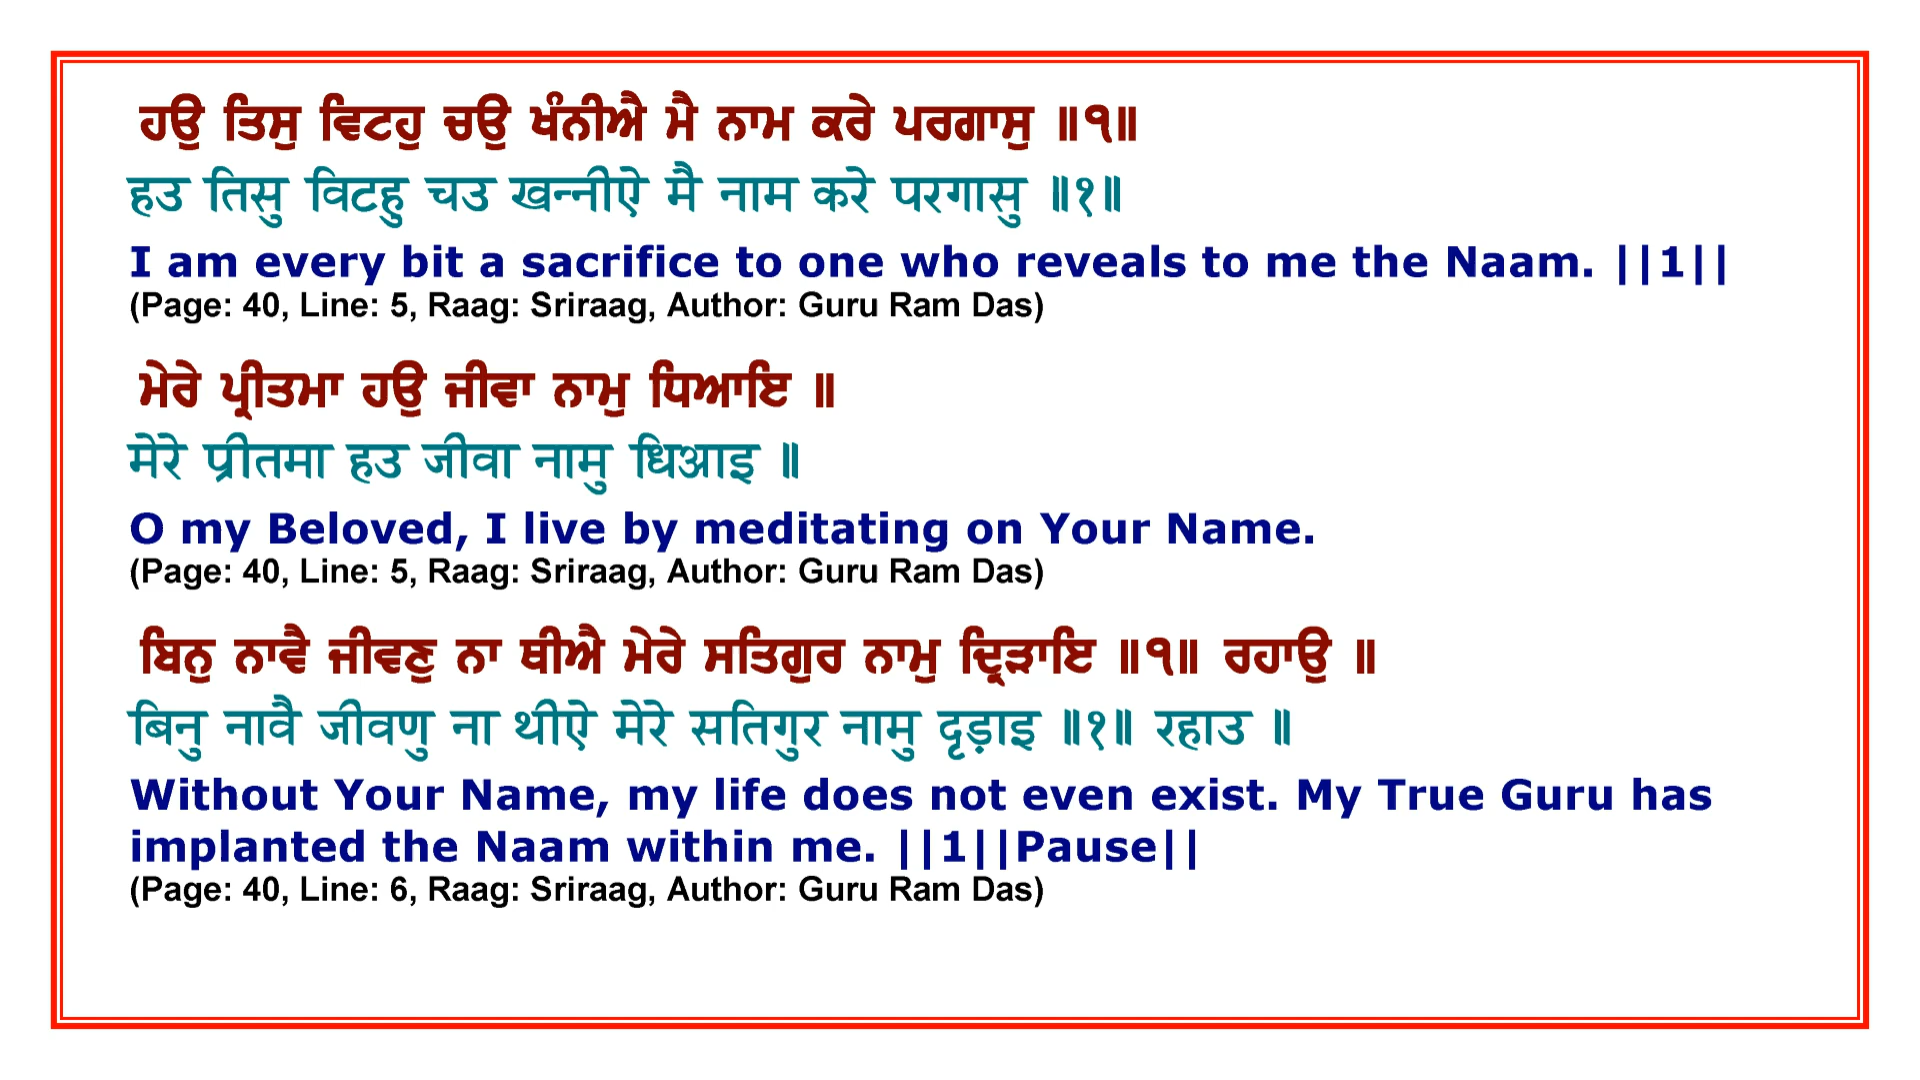 ਹਉ ਤਿਸੁ ਵਿਟਹੁ ਚਉ ਖੰਨੀਐ ਮੈ ਨਾਮ ਕਰੇ ਪਰਗਾਸੁ ॥੧॥
हउ तिसु विटहु चउ खन्नीऐ मै नाम करे परगासु ॥१॥
I am every bit a sacrifice to one who reveals to me the Naam. ||1||
(Page: 40, Line: 5, Raag: Sriraag, Author: Guru Ram Das)
ਮੇਰੇ ਪ੍ਰੀਤਮਾ ਹਉ ਜੀਵਾ ਨਾਮੁ ਧਿਆਇ ॥
मेरे प्रीतमा हउ जीवा नामु धिआइ ॥
O my Beloved, I live by meditating on Your Name.
(Page: 40, Line: 5, Raag: Sriraag, Author: Guru Ram Das)
ਬਿਨੁ ਨਾਵੈ ਜੀਵਣੁ ਨਾ ਥੀਐ ਮੇਰੇ ਸਤਿਗੁਰ ਨਾਮੁ ਦ੍ਰਿੜਾਇ ॥੧॥ ਰਹਾਉ ॥
बिनु नावै जीवणु ना थीऐ मेरे सतिगुर नामु दृड़ाइ ॥१॥ रहाउ ॥
Without Your Name, my life does not even exist. My True Guru has
implanted the Naam within me. ||1||Pause||
(Page: 40, Line: 6, Raag: Sriraag, Author: Guru Ram Das)